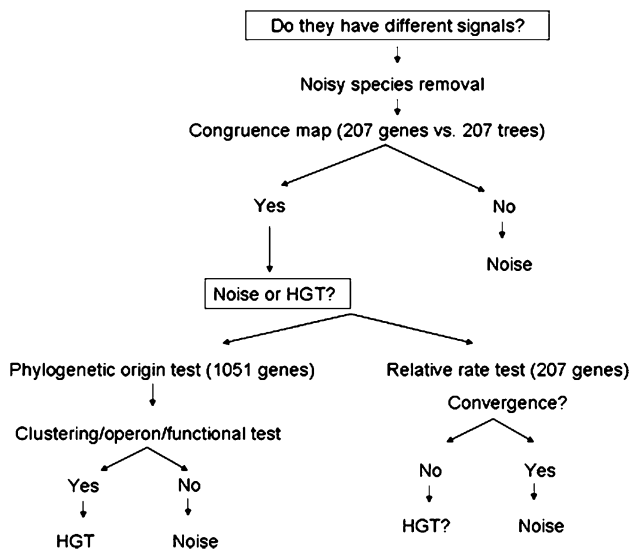 Do they have different signals?
Noisy species removal
Congruence map (207 genes vs. 207 trees)
Yes
No
Noise
Noise or HGT?
Phylogenetic origin test (1051 genes)
Relative rate test (207 genes)
Convergence?
Clustering/operon/functional test
No
Yes
Yes
No
HGT?
Noise
HGT
Noise